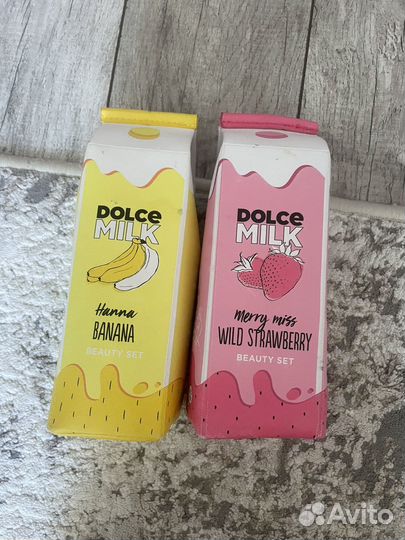 DOLCE
MILK
Hanna
BANANA
BEAUTY SET
DOLCE
MILK
merry miss
WILD STRAWBERRY
BEAUTY SET
Avito